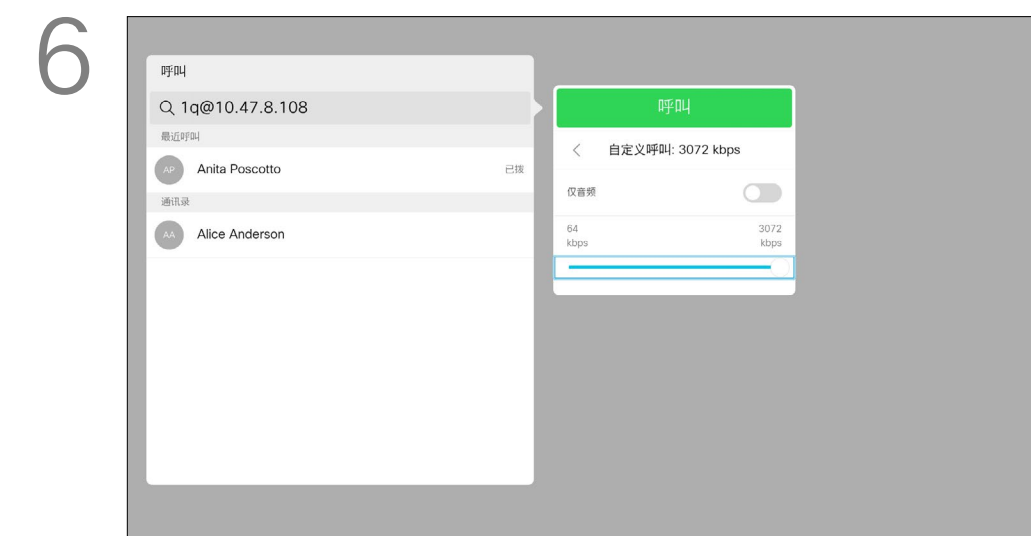 6
呼叫
1q@10.47.8.108
最近呼叫
AP Anita Poscotto 已拨
通讯录
AA Alice Anderson
呼叫
自定义呼叫: 3072 kbps
仅音频
64 3072
kbps kbps